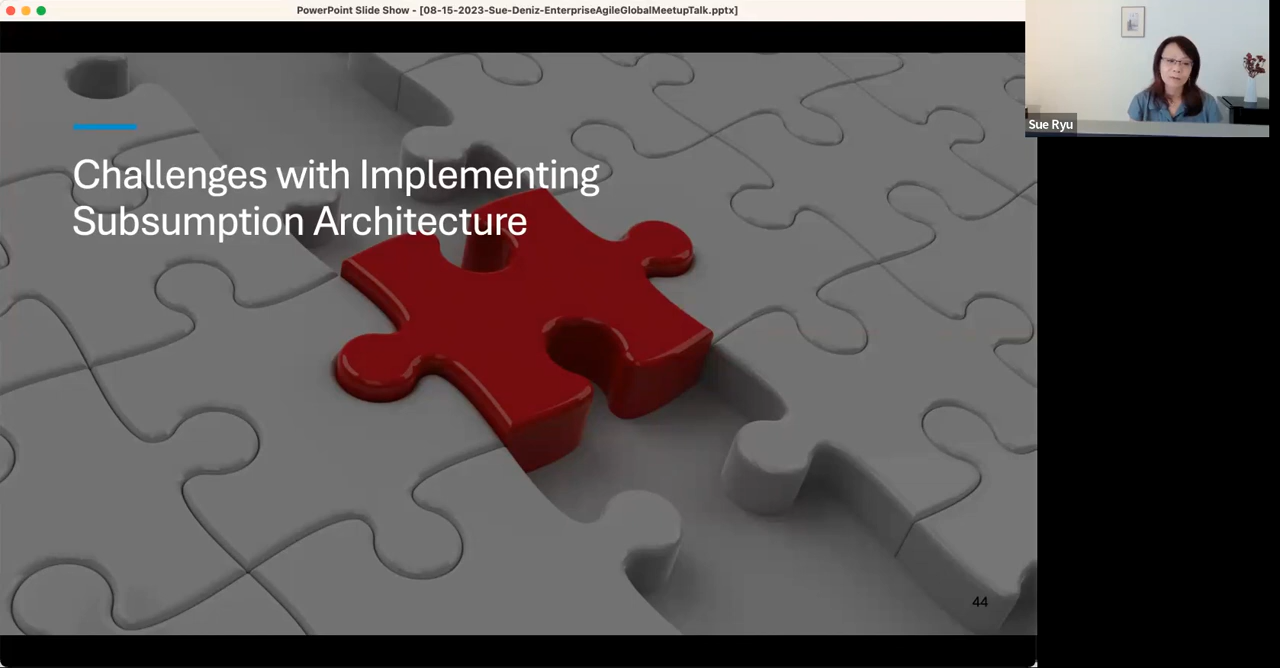 PowerPoint Slide Show - [08-15-2023-Sue-Deniz-EnterpriseAgileGlobalMeetupTalk.pptx]
Sue Ryu
Challenges with Implementing
Subsumption Architecture
44